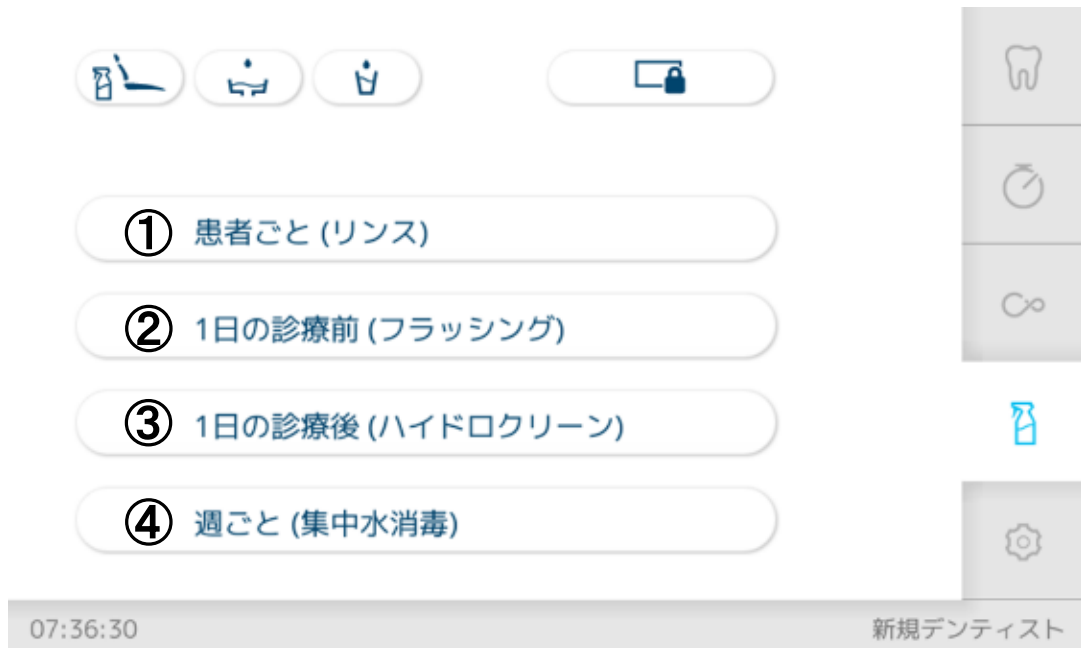 ① 患者ごと (リンス)
② 1日の診療前 (フラッシング)
③ 1日の診療後 (ハイドロクリーン)
④ 週ごと (集中水消毒)
07:36:30 新規デンティスト